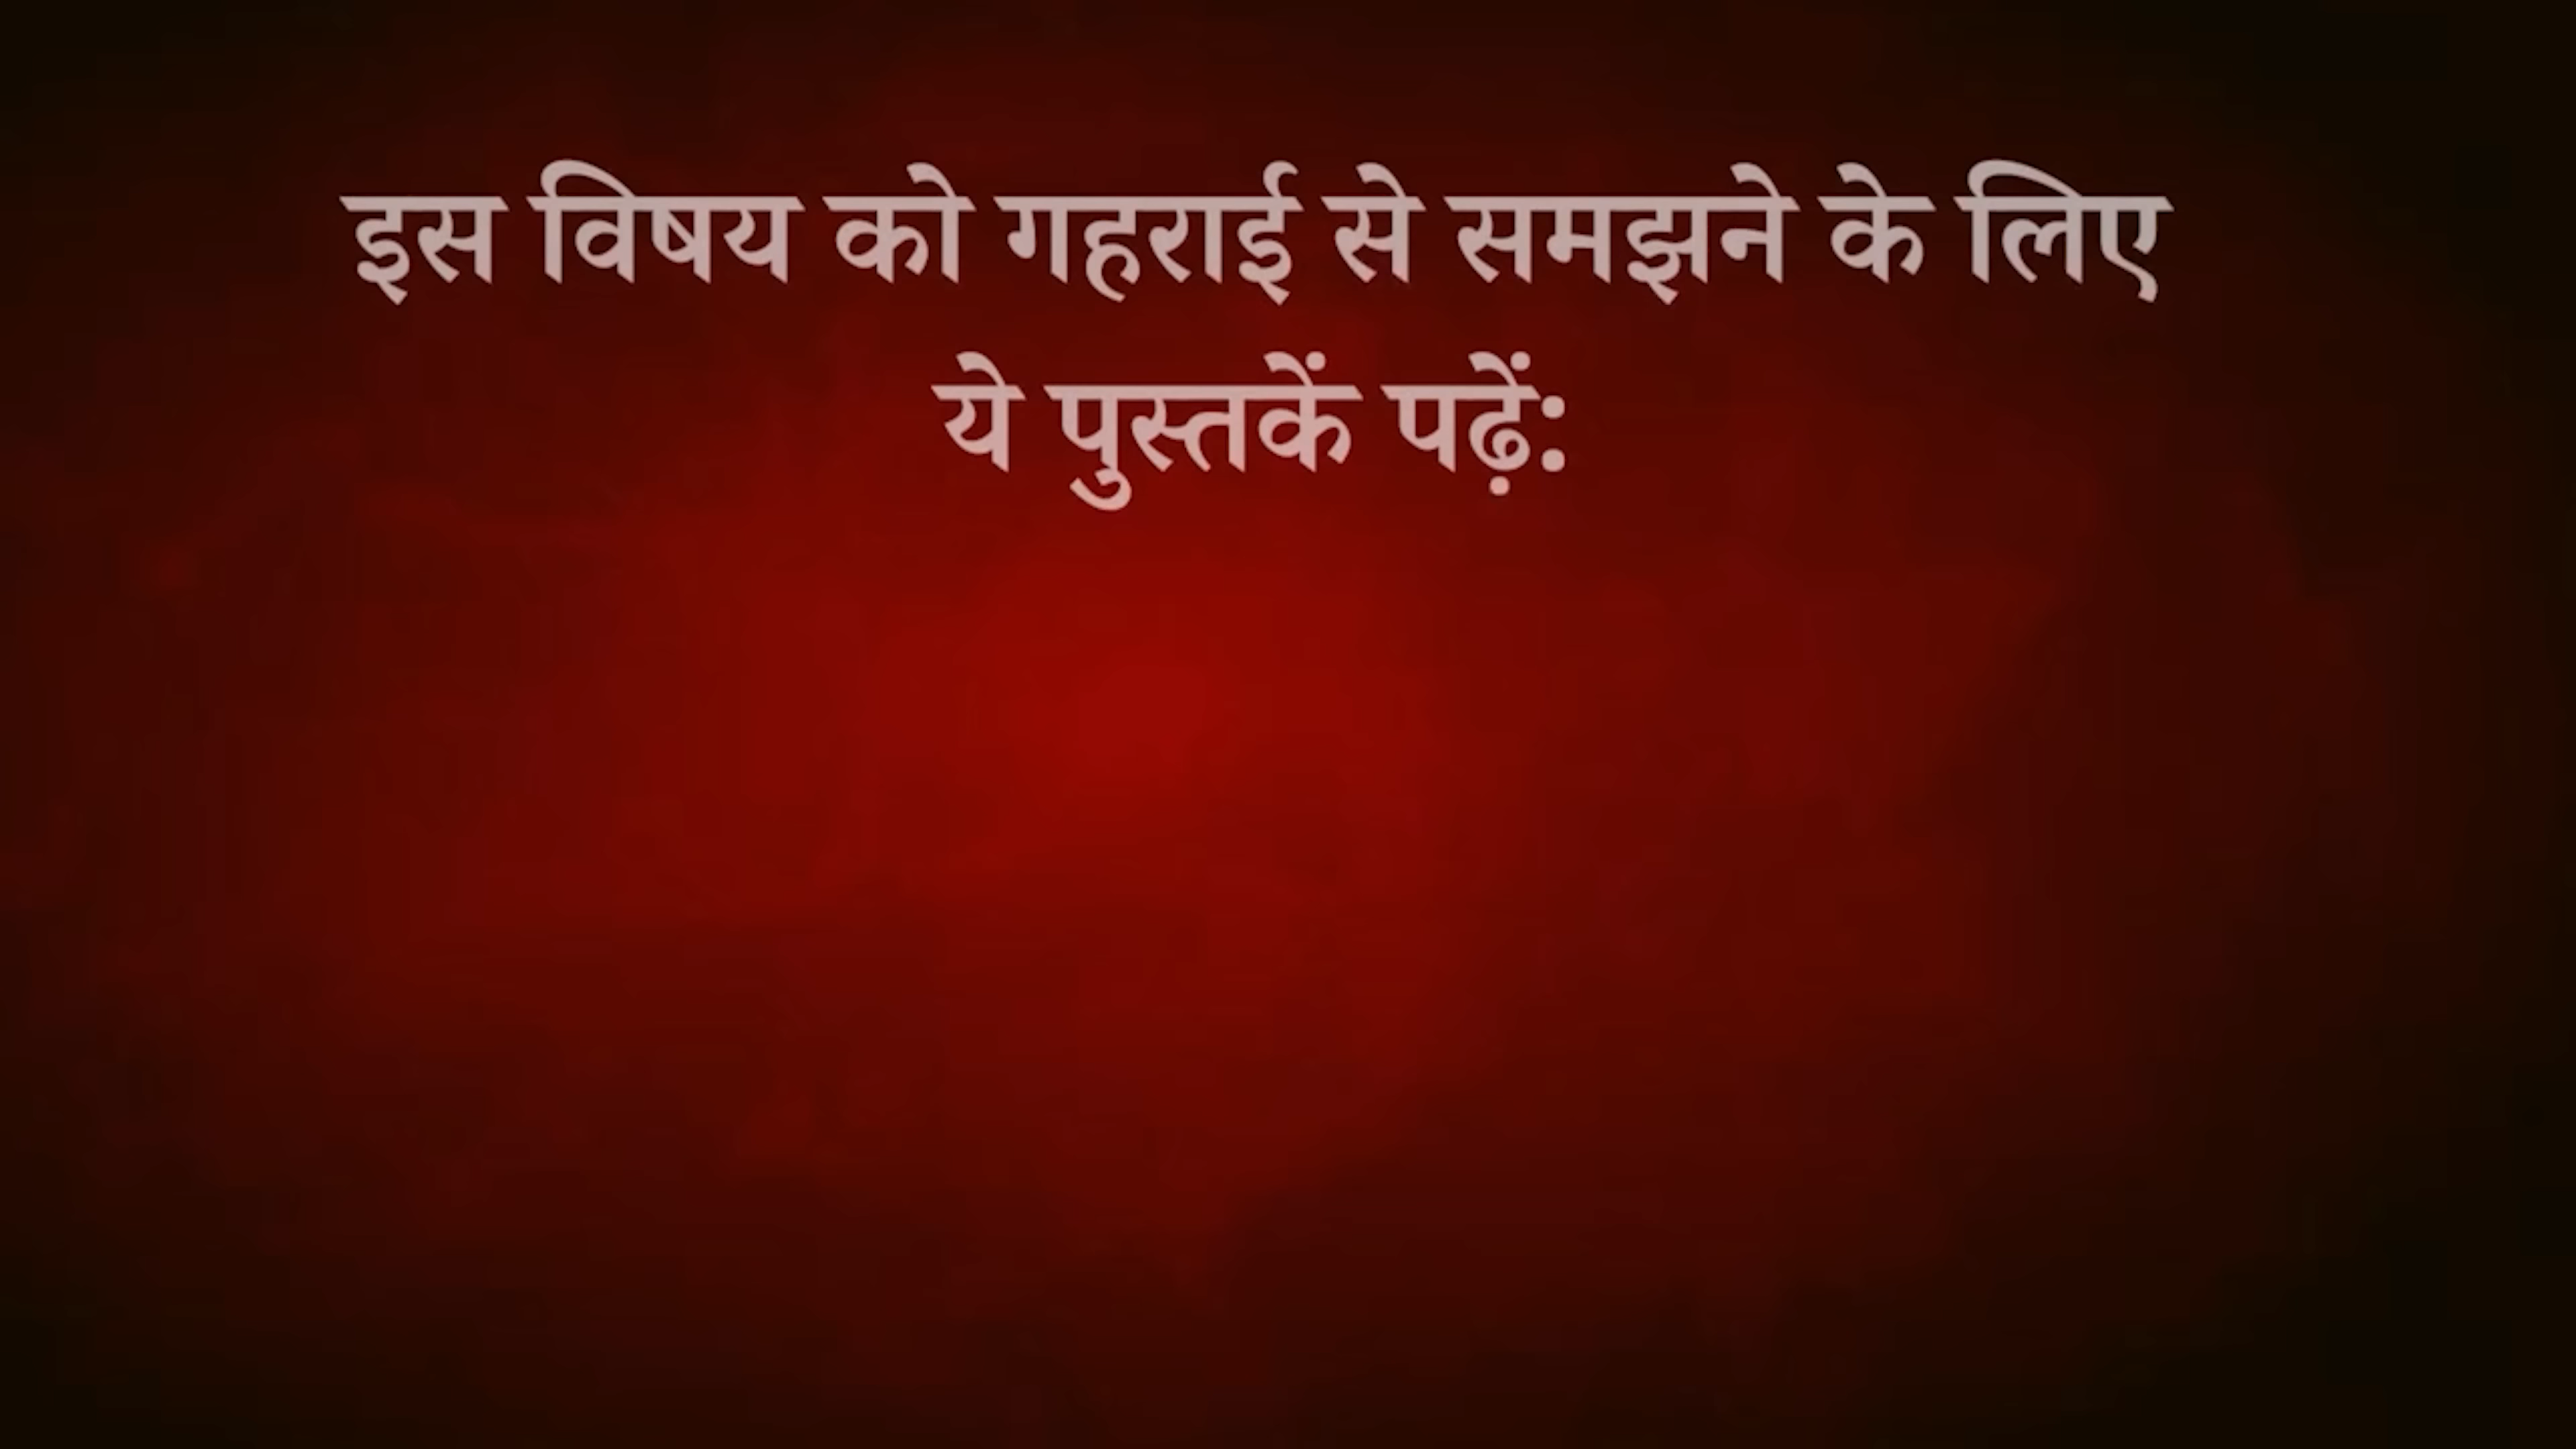 इस विषय को गहराई से समझने के लिए
ये पुस्तकें पढ़ें: